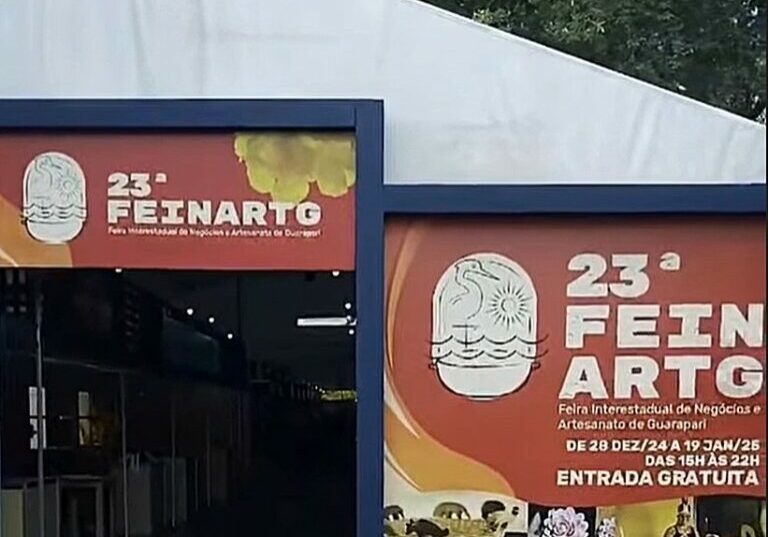 23ª
FEINARTG
Feira Interestadual de Negócios e Artesanato de Guarapari
23ª
FEIN
ARTG
Feira Interestadual de Negócios e
Artesanato de Guarapari
DE 28 DEZ/24 A 19 JAN/25
DAS 15H ÀS 22H
ENTRADA GRATUITA